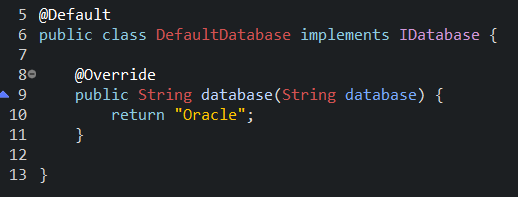 5 @Default
6 public class DefaultDatabase implements IDatabase {
7
8 @Override
9 public String database(String database) {
10 return "Oracle";
11 }
12
13 }